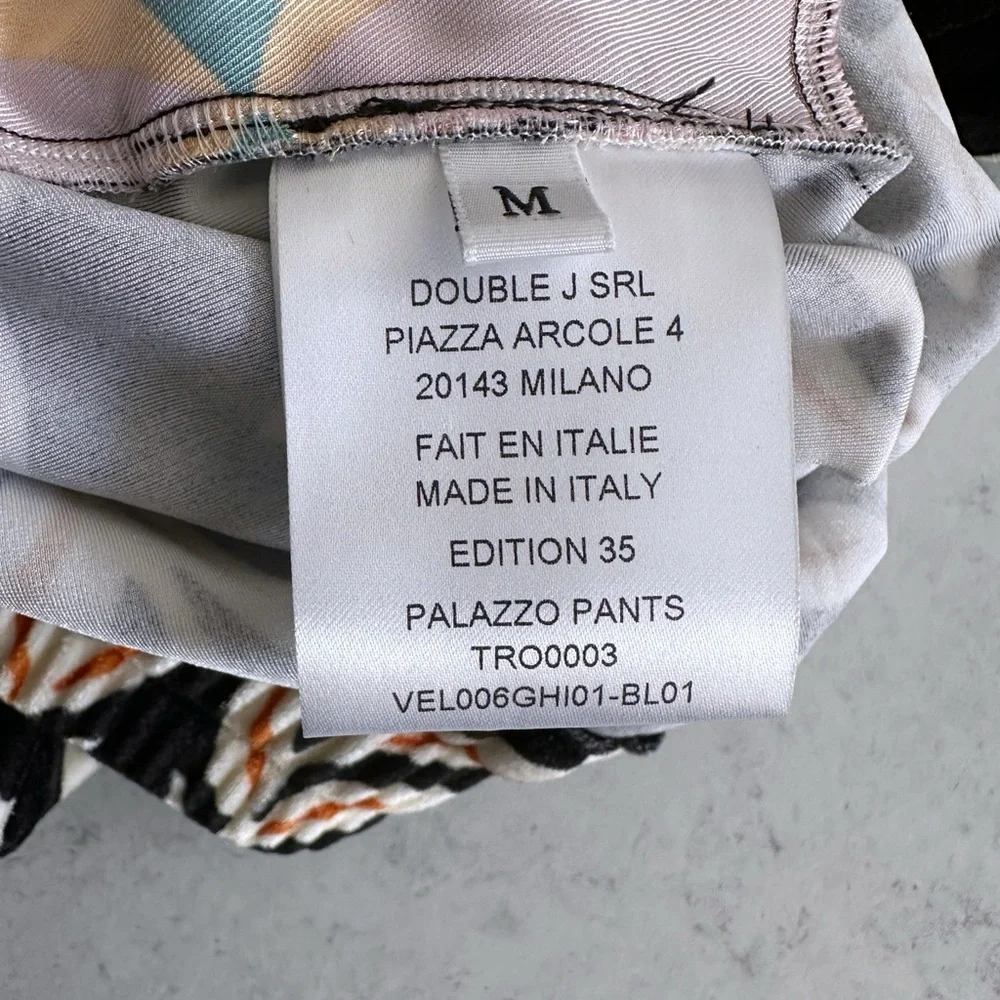 M
DOUBLE J SRL
PIAZZA ARCOLE 4
20143 MILANO
FAIT EN ITALIE
MADE IN ITALY
EDITION 35
PALAZZO PANTS
TRO0003
VEL006GHI01-BL01